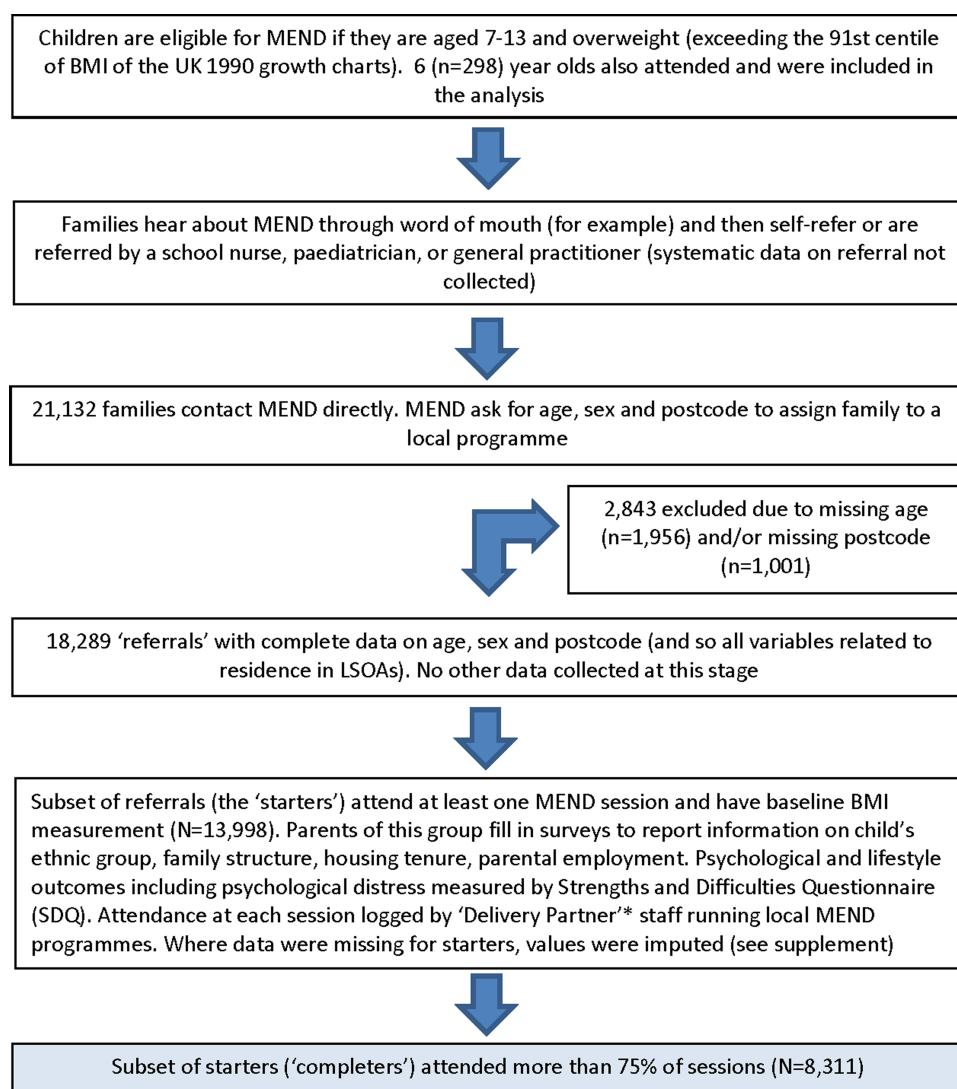 Children are eligible for MEND if they are aged 7-13 and overweight (exceeding the 91st centile
of BMI of the UK 1990 growth charts).  6 (n=298) year olds also attended and were included in
the analysis
Families hear about MEND through word of mouth (for example) and then self-refer or are
referred by a school nurse, paediatrician, or general practitioner (systematic data on referral not
collected)
21,132 families contact MEND directly. MEND ask for age, sex and postcode to assign family to a
local programme
2,843 excluded due to missing age
(n=1,956) and/or missing postcode
(n=1,001)
18,289 ‘referrals’ with complete data on age, sex and postcode (and so all variables related to
residence in LSOAs). No other data collected at this stage
Subset of referrals (the ‘starters’) attend at least one MEND session and have baseline BMI
measurement (N=13,998). Parents of this group fill in surveys to report information on child’s
ethnic group, family structure, housing tenure, parental employment. Psychological and lifestyle
outcomes including psychological distress measured by Strengths and Difficulties Questionnaire
(SDQ). Attendance at each session logged by ‘Delivery Partner’* staff running local MEND
programmes. Where data were missing for starters, values were imputed (see supplement)
Subset of starters (‘completers’) attended more than 75% of sessions (N=8,311)